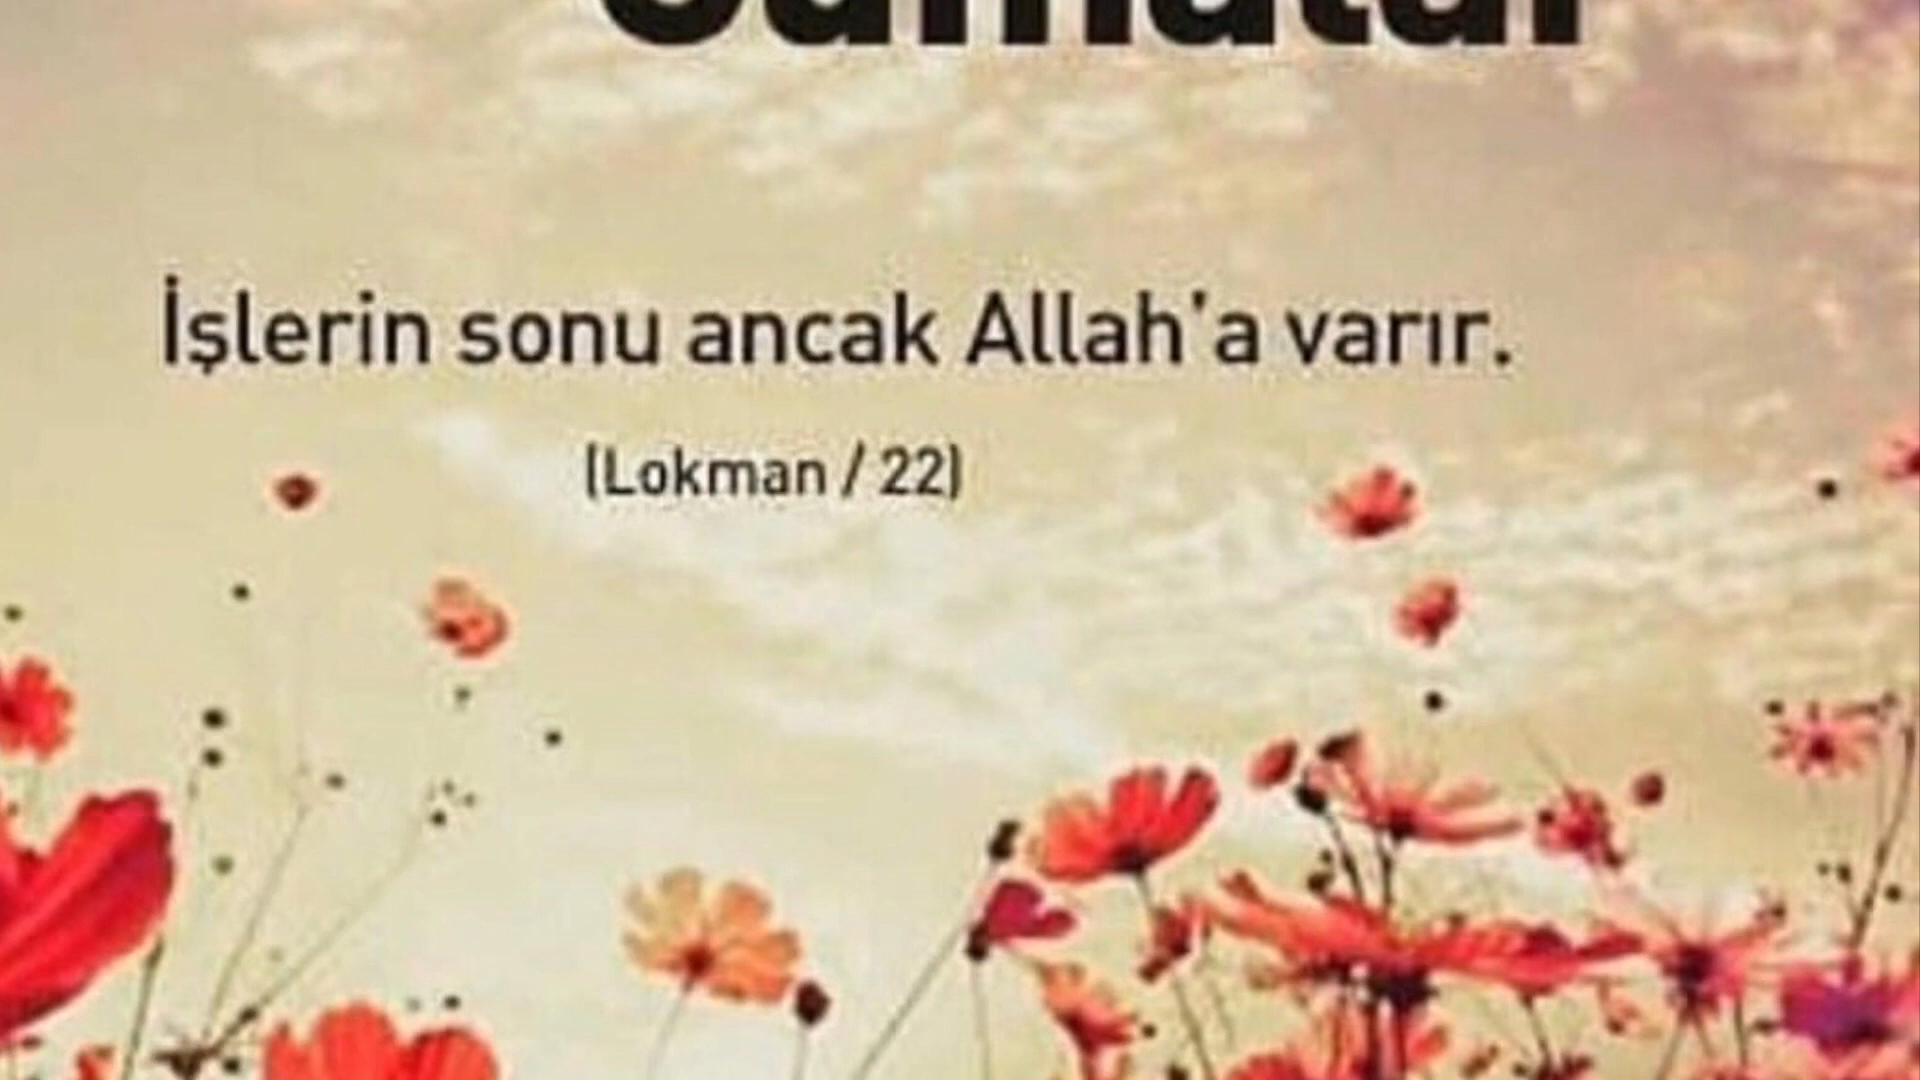 İşlerin sonu ancak Allah'a varır.
(Lokman / 22)